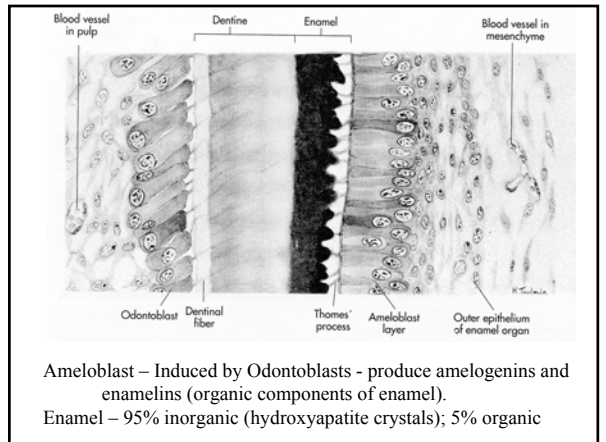 Blood vessel
in pulp
Dentine
Enamel
Blood vessel in
mesenchyme
Odontoblast
Dentinal
fiber
Thomes'
process
Ameloblast
layer
Outer epithelium
of enamel organ
Ameloblast – Induced by Odontoblasts - produce amelogenins and
enamelins (organic components of enamel).
Enamel – 95% inorganic (hydroxyapatite crystals); 5% organic